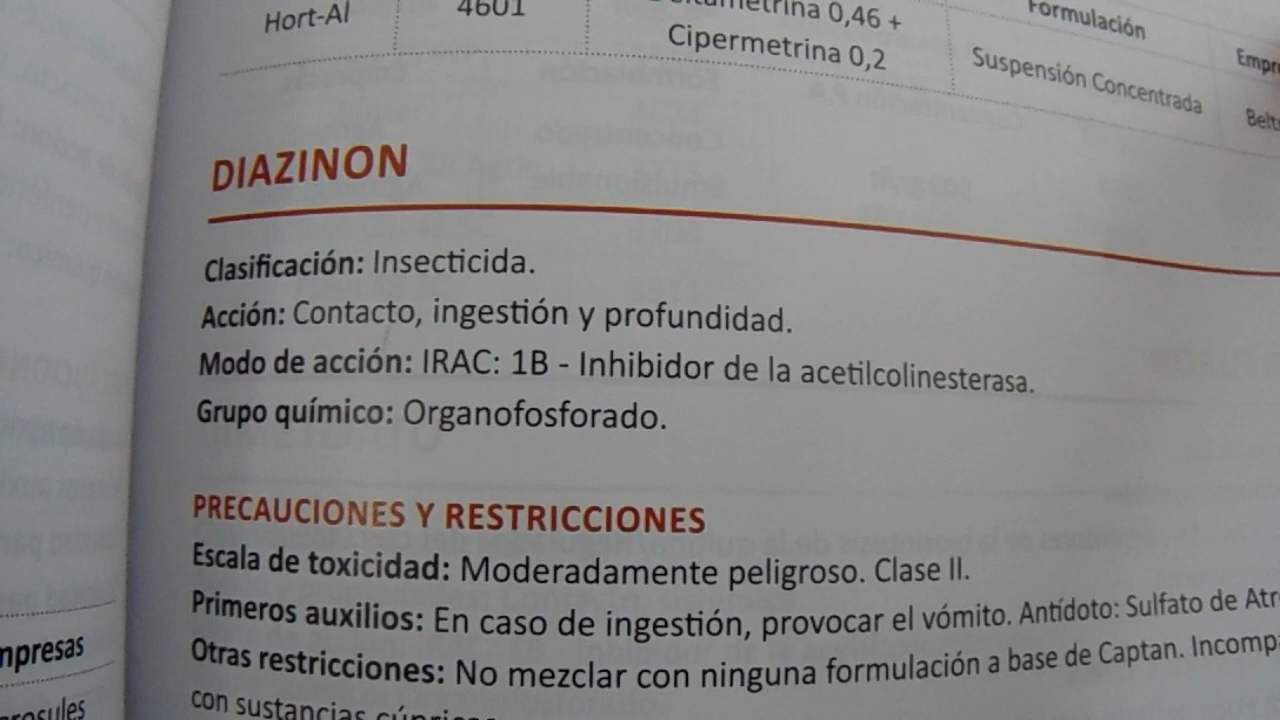 Hort-Al 4601 0,46 +
Cipermetrina 0,2
Formulación
Suspensión Concentrada
DIAZINON
Clasificación: Insecticida.
Acción: Contacto, ingestión y profundidad.
Modo de acción: IRAC: 1B - Inhibidor de la acetilcolinesterasa.
Grupo químico: Organofosforado.
PRECAUCIONES Y RESTRICCIONES
Escala de toxicidad: Moderadamente peligroso. Clase II.
Primeros auxilios: En caso de ingestión, provocar el vómito. Antídoto: Sulfato de Atr
Otras restricciones: No mezclar con ninguna formulación a base de Captan. Incomp
con sustancias
mpresas